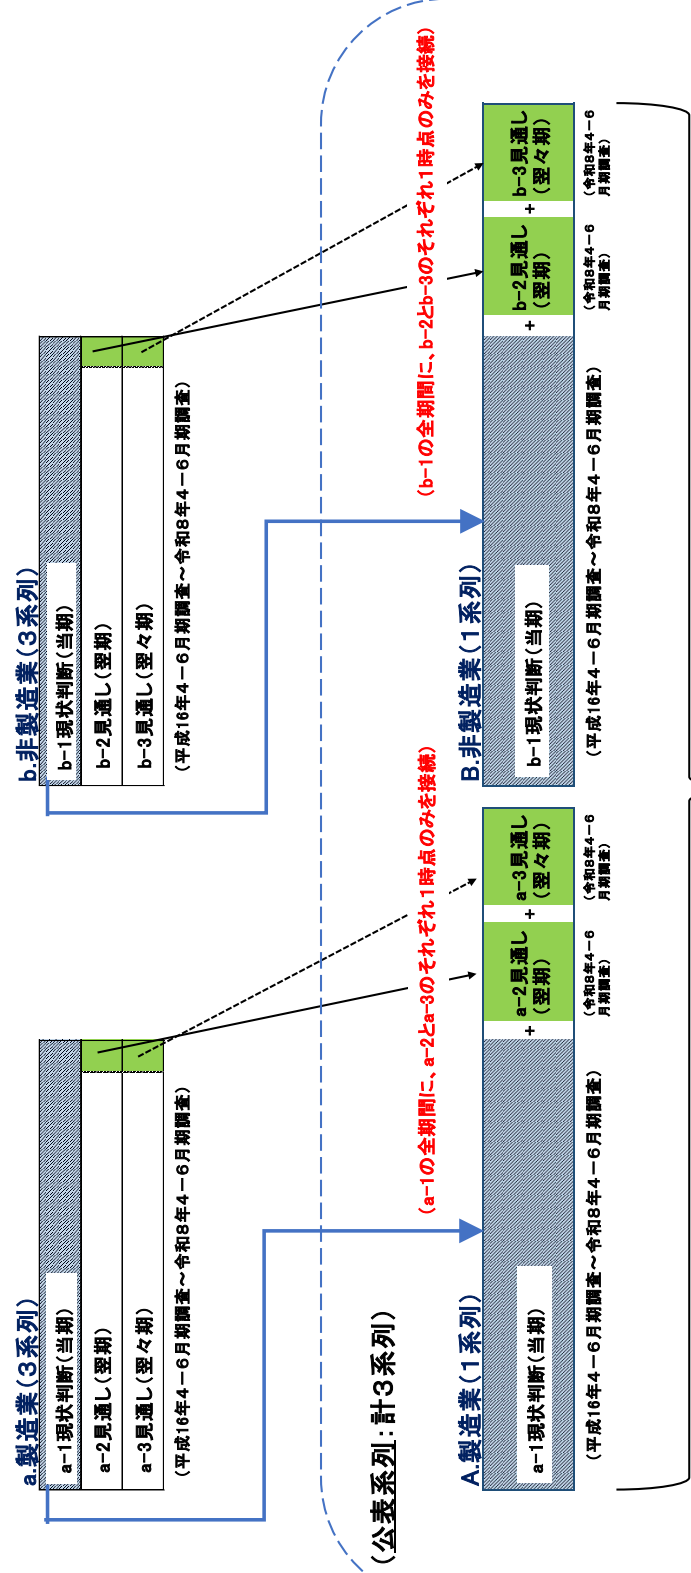 a.製造業(3系列)
a-1現状判断(当期)
a-2見通し(翌期)
a-3見通し(翌々期)
(平成16年4－6月期調査～令和8年4－6月期調査)
b.非製造業(3系列)
b-1現状判断(当期)
b-2見通し(翌期)
b-3見通し(翌々期)
(平成16年4－6月期調査～令和8年4－6月期調査)
(公表系列:計3系列)
(a-1の全期間に、a-2とa-3のそれぞれ1時点のみを接続)
(b-1の全期間に、b-2とb-3のそれぞれ1時点のみを接続)
A.製造業(1系列)
a-1現状判断(当期)
+
a-2見通し
(翌期)
+
a-3見通し
(翌々期)
(平成16年4－6月期調査～令和8年4－6月期調査)
(令和8年4－6
月期調査)
(令和8年4－6
月期調査)
B.非製造業(1系列)
b-1現状判断(当期)
+
b-2見通し
(翌期)
+
b-3見通し
(翌々期)
(平成16年4－6月期調査～令和8年4－6月期調査)
(令和8年4－6
月期調査)
(令和8年4－6
月期調査)